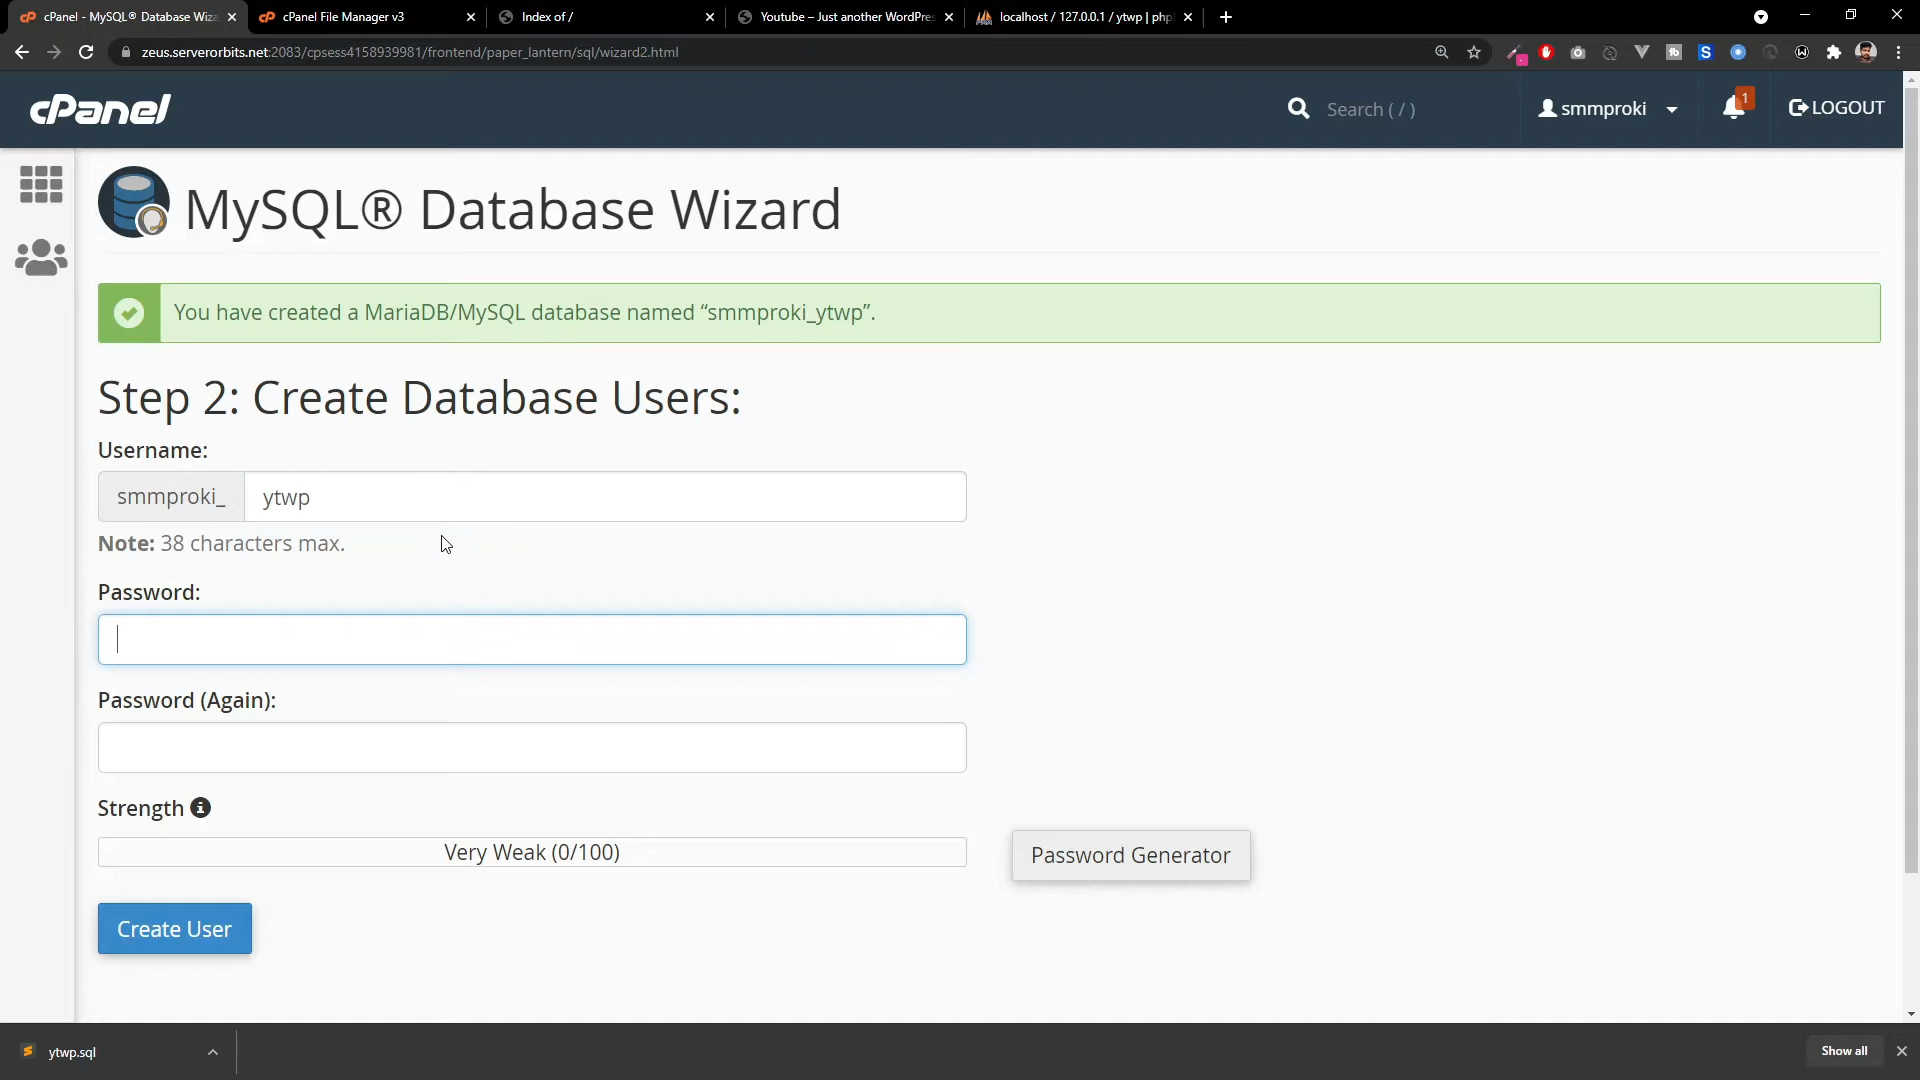 cPanel - MySQL® Database Wiza
cPanel File Manager v3
Index of /
Youtube – Just another WordPres
localhost / 127.0.0.1 / ytwp | php
zeus.serverorbits.net:2083/cpsess4158939981/frontend/paper_lantern/sql/wizard2.html
cPanel
Search ( / )
smmproki
1
LOGOUT
MySQL® Database Wizard
You have created a MariaDB/MySQL database named “smmproki_ytwp”.
Step 2: Create Database Users:
Username:
smmproki_ ytwp
Note: 38 characters max.
Password:
Password (Again):
Strength
Very Weak (0/100)
Password Generator
Create User
ytwp.sql
Show all